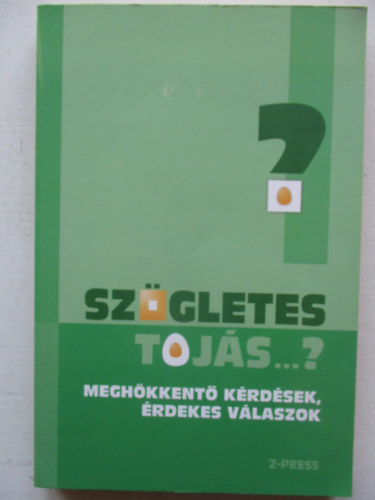 ?
SZÖGLETES
TOJÁS...?
MEGHÖKKENTŐ KÉRDÉSEK,
ÉRDEKES VÁLASZOK
Z-PRESS